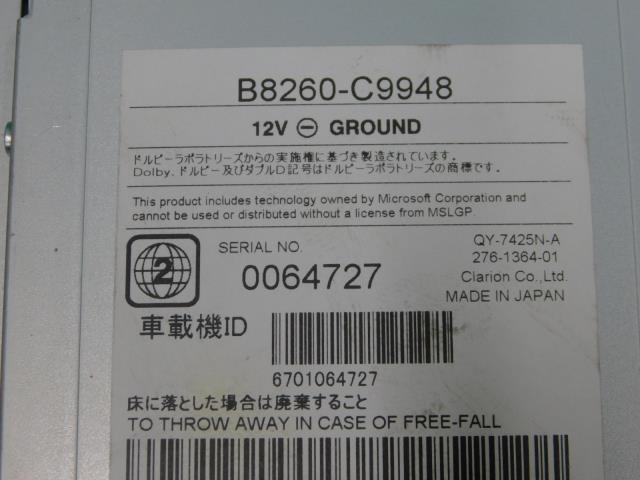 B8260-C9948
12V ⊖ GROUND
ドルビーラボラトリーズからの実施権に基づき製造されています。
Dolby、ドルビー及びダブルD記号はドルビーラボラトリーズの商標です。
This product includes technology owned by Microsoft Corporation and
cannot be used or distributed without a license from MSLGP.
2
SERIAL NO.
0064727
QY-7425N-A
276-1364-01
Clarion Co.,Ltd.
MADE IN JAPAN
車載機ID
6701064727
床に落とした場合は廃棄すること
TO THROW AWAY IN CASE OF FREE-FALL